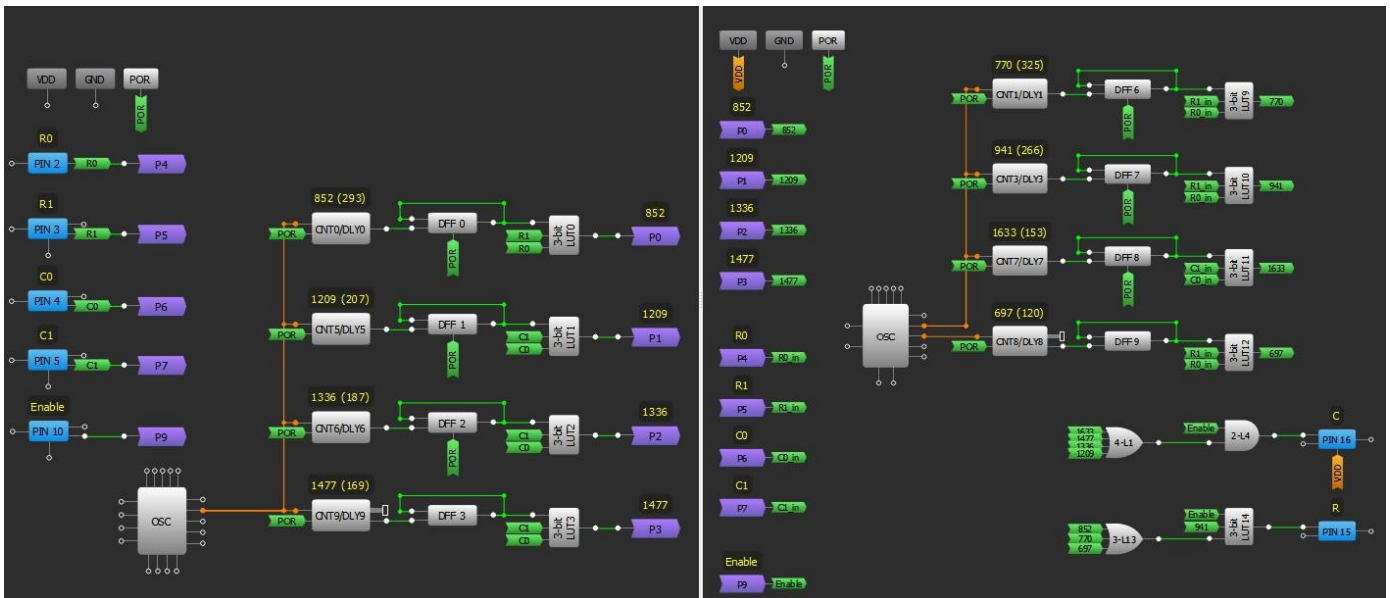 VDD
GND
POR
POR
R0
PIN 2
R0
P4
R1
PIN 3
R1
P5
C0
PIN 4
C0
P6
C1
PIN 5
C1
P7
Enable
PIN 10
P9
OSC
852 (293)
POR
CNT0/DLY0
DFF 0
POR
R1
R0
3-bit
LUT0
852
P0
1209 (207)
POR
CNT5/DLY5
DFF 1
POR
C1
C0
3-bit
LUT1
1209
P1
1336 (187)
POR
CNT6/DLY6
DFF 2
POR
C1
C0
3-bit
LUT2
1336
P2
1477 (169)
POR
CNT9/DLY9
DFF 3
C1
C0
3-bit
LUT3
1477
P3
VDD
GND
POR
VDD
POR
852
P0
852
1209
P1
1209
1336
P2
1336
1477
P3
1477
R0
P4
R0_in
R1
P5
R1_in
C0
P6
C0_in
C1
P7
C1_in
Enable
P9
Enable
OSC
770 (325)
POR
CNT1/DLY1
DFF 6
POR
R1_in
R0_in
3-bit
LUT9
770
941 (266)
POR
CNT3/DLY3
DFF 7
POR
R1_in
R0_in
3-bit
LUT10
941
1633 (153)
POR
CNT7/DLY7
DFF 8
POR
C1_in
C0_in
3-bit
LUT11
1633
697 (120)
POR
CNT8/DLY8
DFF 9
R1_in
R0_in
3-bit
LUT12
697
1633
1477
1336
1209
4-L1
Enable
2-L4
C
PIN 16
VDD
852
770
697
3-L13
Enable
941
3-bit
LUT14
R
PIN 15